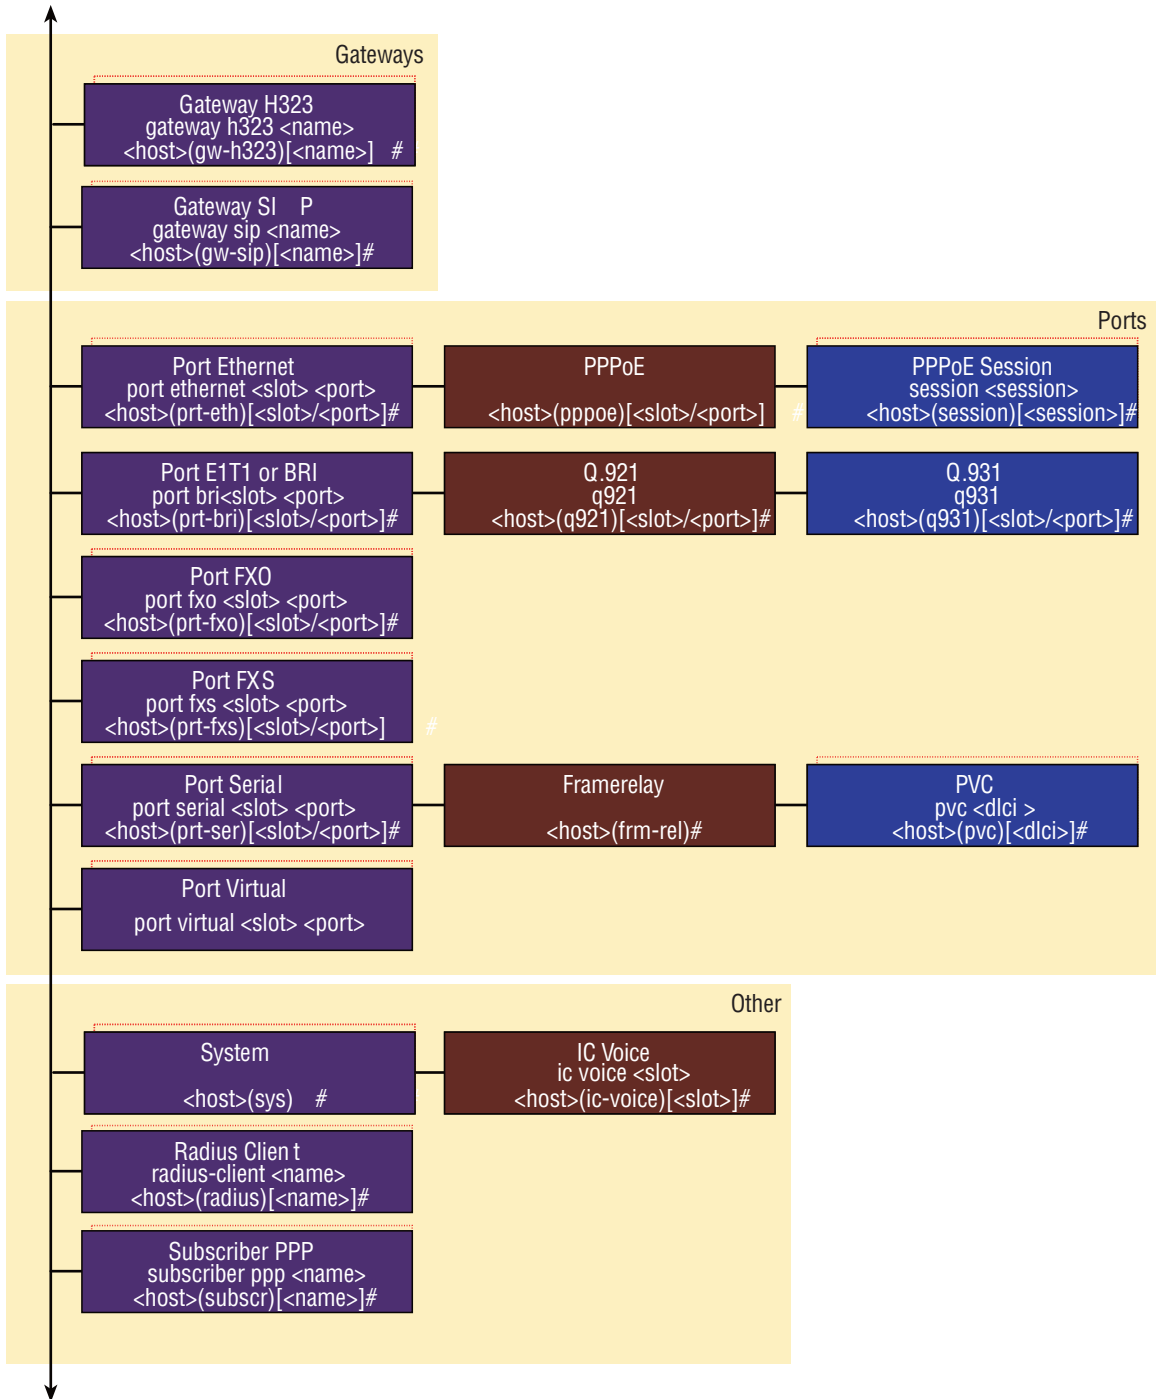 Gateways
Gateway H323
gateway h323 <name>
<host>(gw-h323)[<name>] #
Gateway SI P
gateway sip <name>
<host>(gw-sip)[<name>]#
Ports
Port Ethernet
port ethernet <slot> <port>
<host>(prt-eth)[<slot>/<port>]#
PPPoE
<host>(pppoe)[<slot>/<port>] #
PPPoE Session
session <session>
<host>(session)[<session>]#
Port E1T1 or BRI
port bri<slot> <port>
<host>(prt-bri)[<slot>/<port>]#
Q.921
q921
<host>(q921)[<slot>/<port>]#
Q.931
q931
<host>(q931)[<slot>/<port>]#
Port FXO
port fxo <slot> <port>
<host>(prt-fxo)[<slot>/<port>]#
Port FXS
port fxs <slot> <port>
<host>(prt-fxs)[<slot>/<port>] #
Port Serial
port serial <slot> <port>
<host>(prt-ser)[<slot>/<port>]#
Framerelay
<host>(frm-rel)#
PVC
pvc <dlci >
<host>(pvc)[<dlci>]#
Port Virtual
port virtual <slot> <port>
Other
System
<host>(sys) #
IC Voice
ic voice <slot>
<host>(ic-voice)[<slot>]#
Radius Clien t
radius-client <name>
<host>(radius)[<name>]#
Subscriber PPP
subscriber ppp <name>
<host>(subscr)[<name>]#